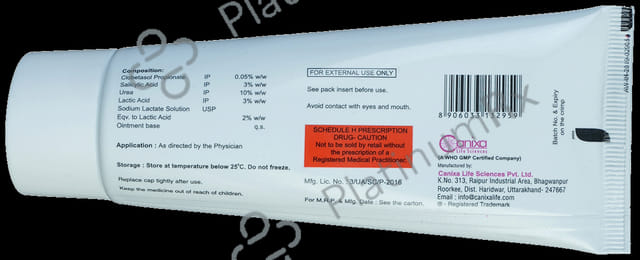 Composition:
Clobetasol Propionate IP 0.05% w/w
Salicylic Acid IP 3% w/w
Urea IP 10% w/w
Lactic Acid IP 3% w/w
Sodium Lactate Solution USP
Eqv. to Lactic Acid 2% w/w
Ointment base q.s.
Application : As directed by the Physician
Storage : Store at temperature below 25°C. Do not freeze.
Replace cap tightly after use.
Keep the medicine out of reach of children.
FOR EXTERNAL USE ONLY
See pack insert before use.
Avoid contact with eyes and mouth.
SCHEDULE H PRESCRIPTION
DRUG- CAUTION
Not to be sold by retail without
the prescription of a
Registered Medical Practitioner.
Mfg. Lic. No. :
For M.R.P. & Mfg. Date : See the carton.
8 906033 132959
Canixa
Life Sciences
(A WHO GMP Certified Company)
Manufactured by:
Canixa Life Sciences Pvt. Ltd.
K.No. 313, Raipur Industrial Area, Bhagwanpur
Roorkee, Dist. Haridwar, Uttarakhand- 247667
Email : info@canixalife.com
® - Registered Trademark
Batch No. & Expiry
on the crimp
Platinumrx